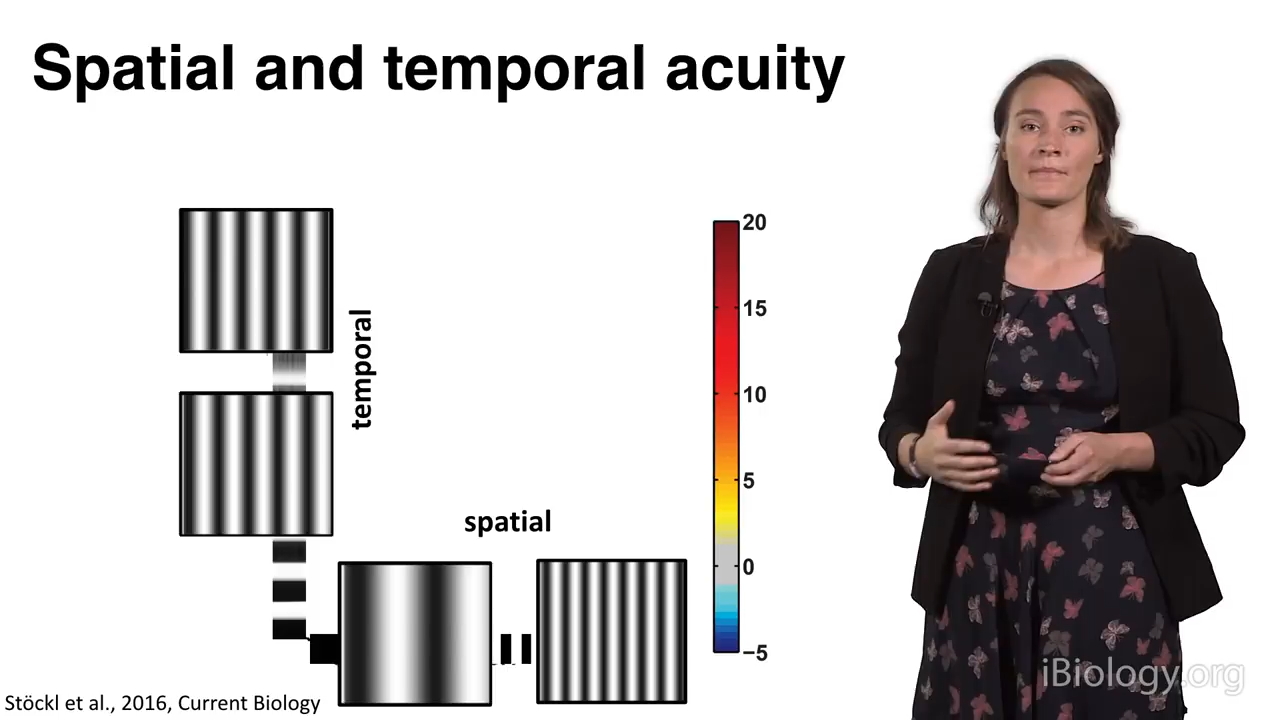 Spatial and temporal acuity
temporal
spatial
20
15
10
5
0
−5
Stöckl et al., 2016, Current Biology
iBiology.org